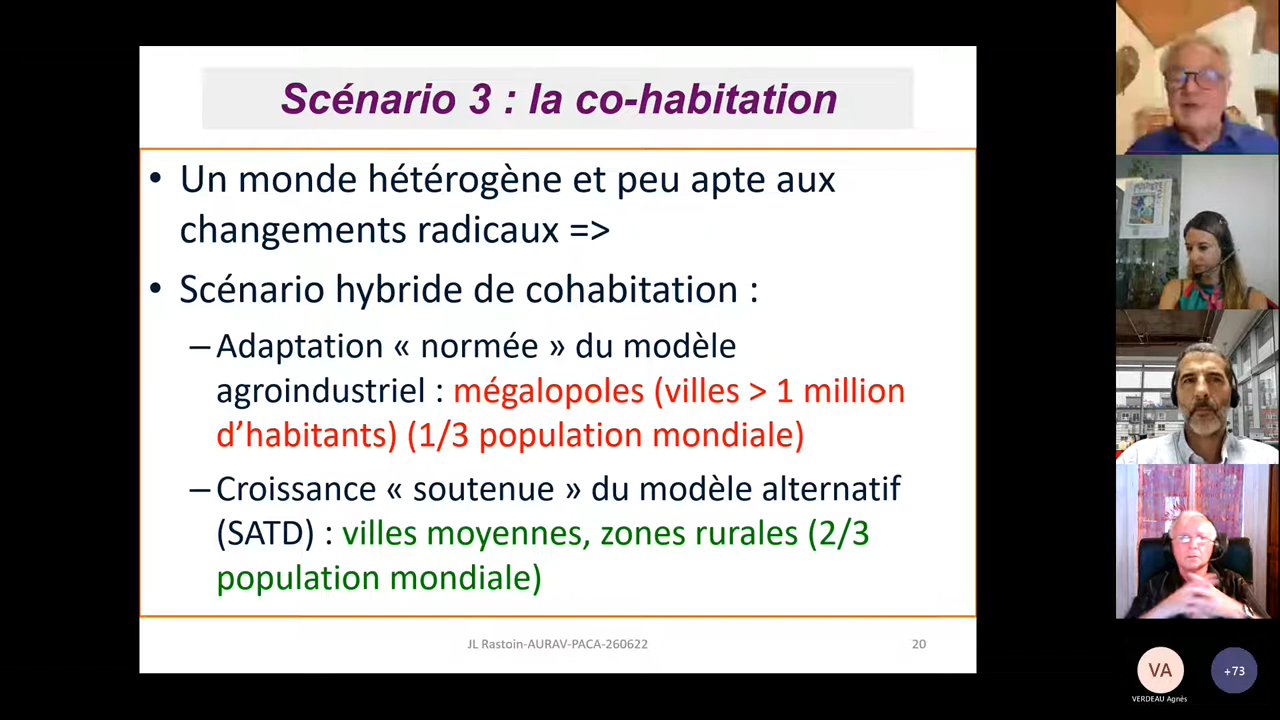 Scénario 3 : la co-habitation
• Un monde hétérogène et peu apte aux
changements radicaux =>
• Scénario hybride de cohabitation :
– Adaptation « normée » du modèle
agroindustriel : mégalopoles (villes > 1 million
d’habitants) (1/3 population mondiale)
– Croissance « soutenue » du modèle alternatif
(SATD) : villes moyennes, zones rurales (2/3
population mondiale)
JL Rastoin-AURAV-PACA-260622
20
VA
+73
VERDEAU Agnès